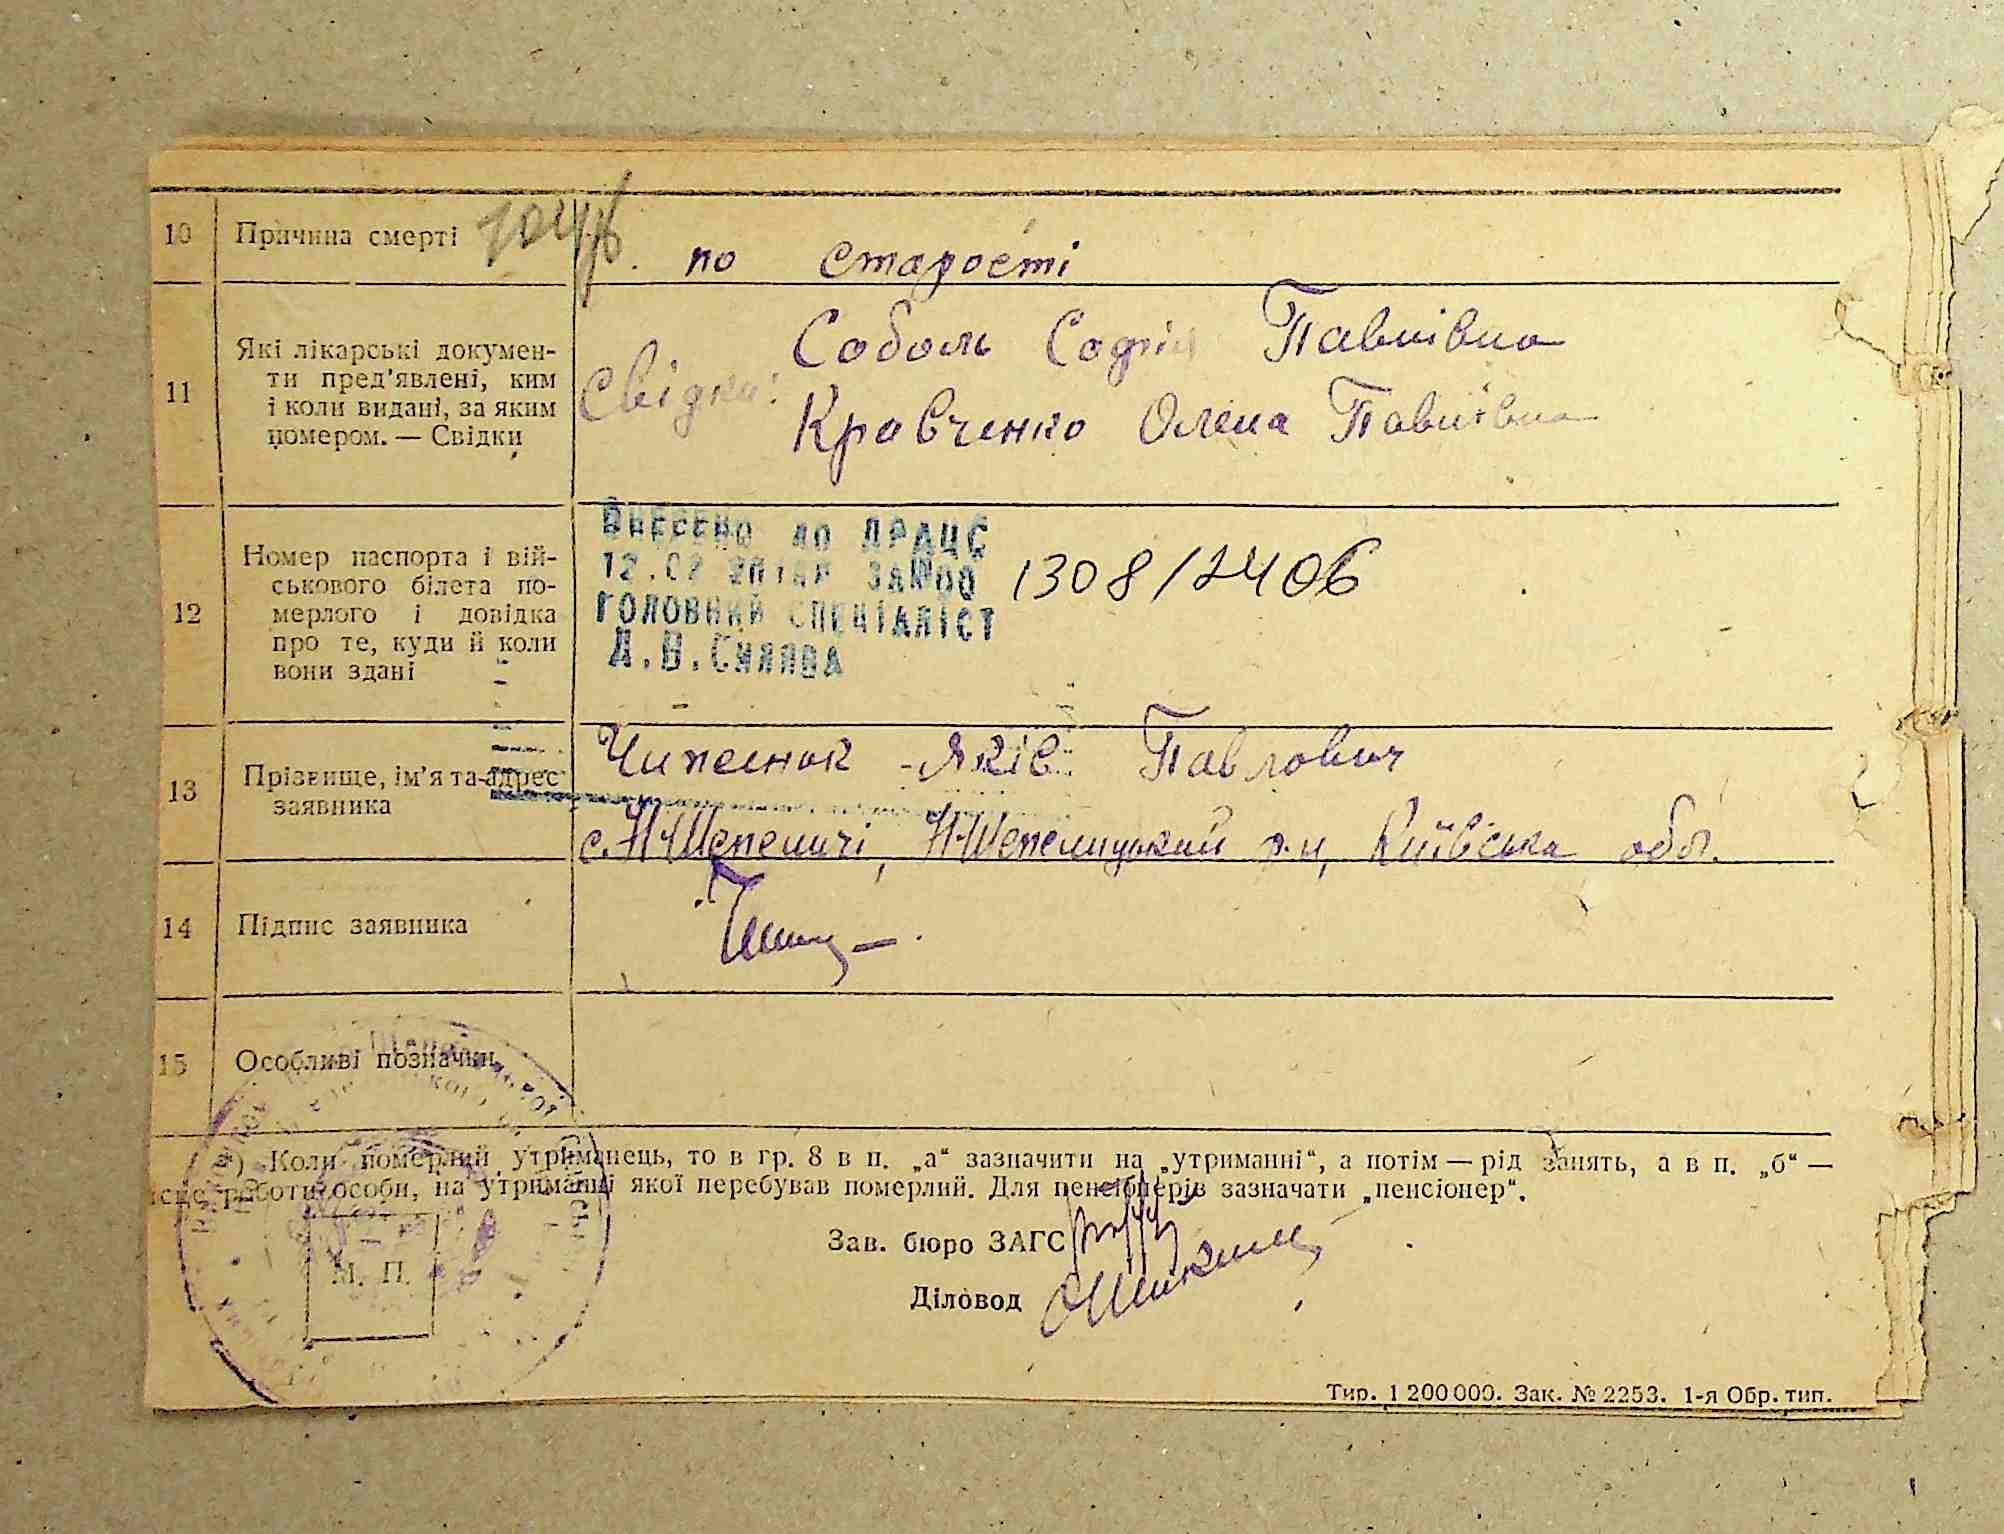 10 Причина смерті по старості
11 Які лікарські докумен-
ти пред'явлені, ким
і коли видані, за яким
номером. — Свідки
Свідки: Соболь Софія Павлівна
Кравченко Олена Павлівна
12 Номер паспорта і вій-
ськового білета по-
мерлого і довідка
про те, куди й коли
вони здані
ВНЕСЕНО ДО ДРАЦС
ГОЛОВНИЙ СПЕЦІАЛІСТ
1308/2406
13 Прізвище, ім'я та адрес
заявника
Яків Павлович
с. Н-Шепеличі, Н-Шепелицький р-н, Київська обл.
14 Підпис заявника
15 Особливі позначки
*) Коли померлий утриманець, то в гр. 8 в п. „а“ зазначити на „утриманні“, а потім — рід занять, а в п. „б“ —
роботи особи, на утриманні якої перебував померлий. Для пенсіонерів зазначати „пенсіонер“.
Зав. бюро ЗАГС
М. П.
Діловод
Тир. 1 200 000. Зак. № 2253. 1-я Обр. тип.